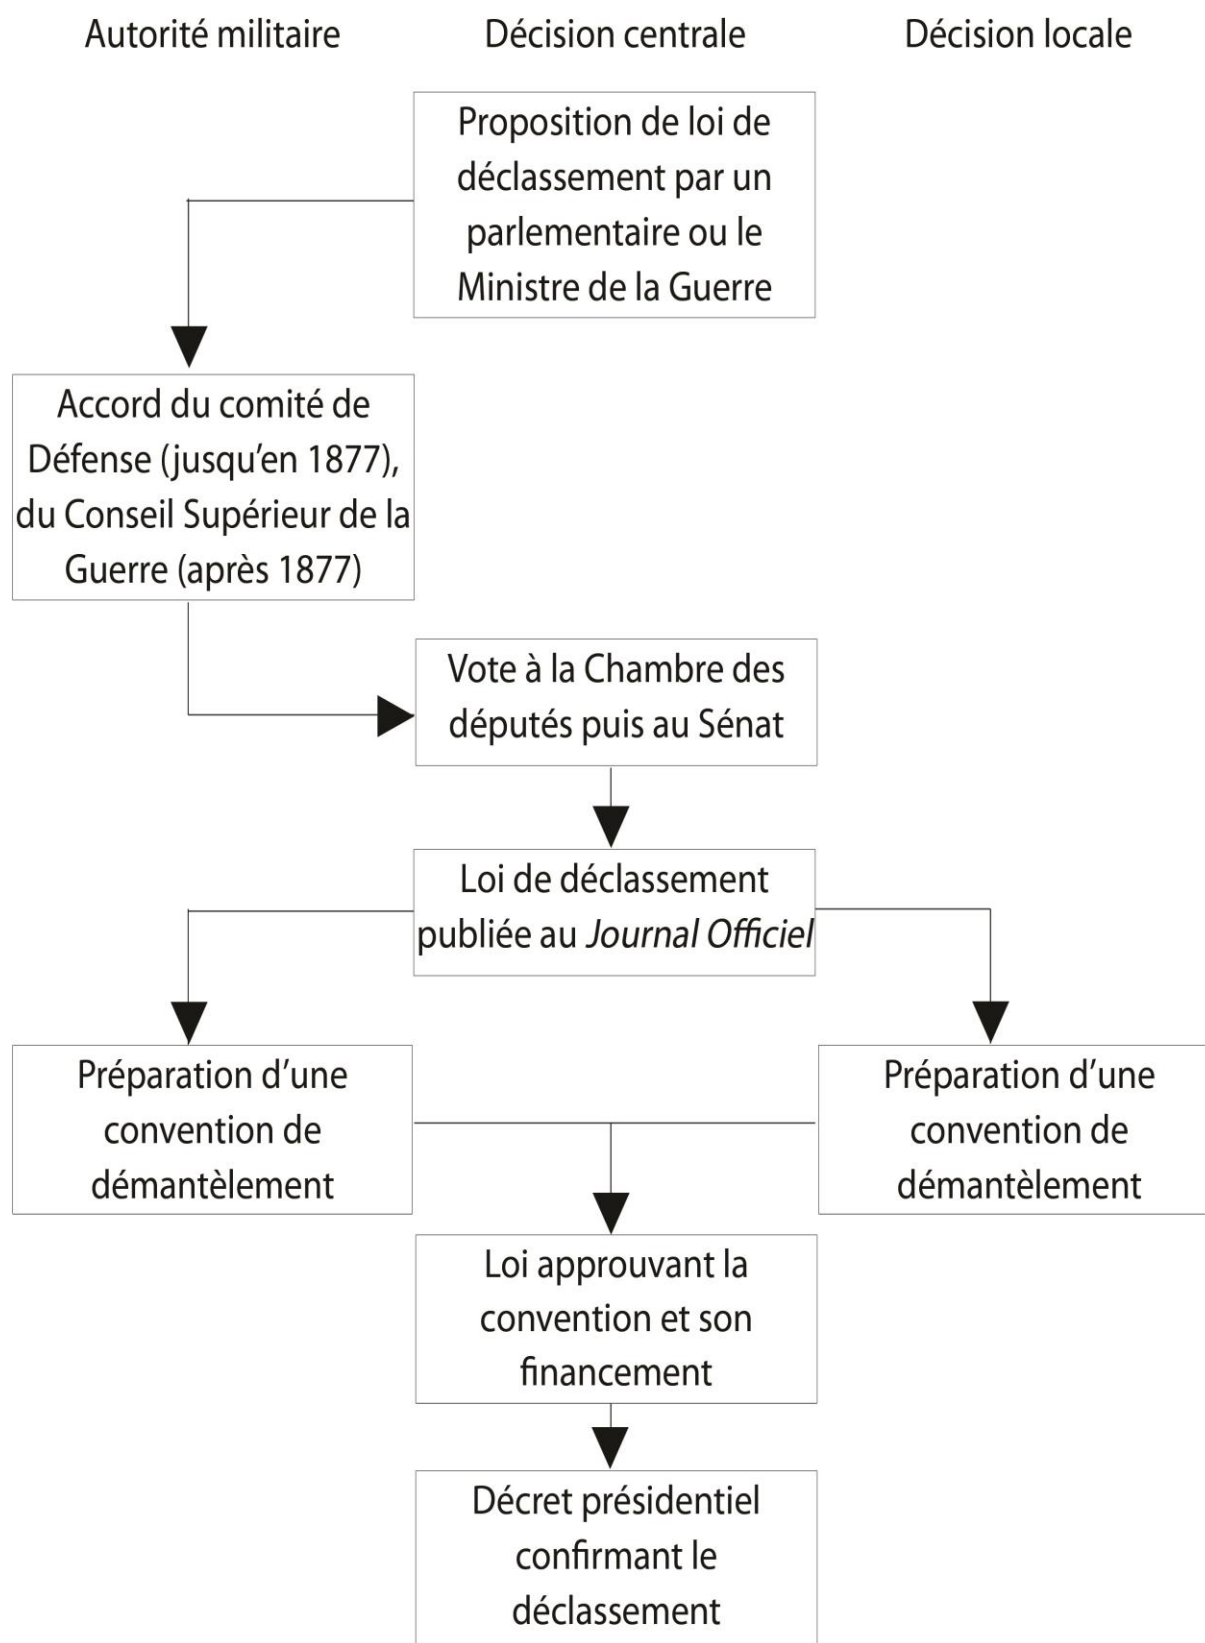 Autorité militaire
Décision centrale
Décision locale
Proposition de loi de
déclassement par un
parlementaire ou le
Ministre de la Guerre
Accord du comité de
Défense (jusqu'en 1877),
du Conseil Supérieur de la
Guerre (après 1877)
Vote à la Chambre des
députés puis au Sénat
Loi de déclassement
publiée au Journal Officiel
Préparation d'une
convention de
démantèlement
Préparation d'une
convention de
démantèlement
Loi approuvant la
convention et son
financement
Décret présidentiel
confirmant le
déclassement